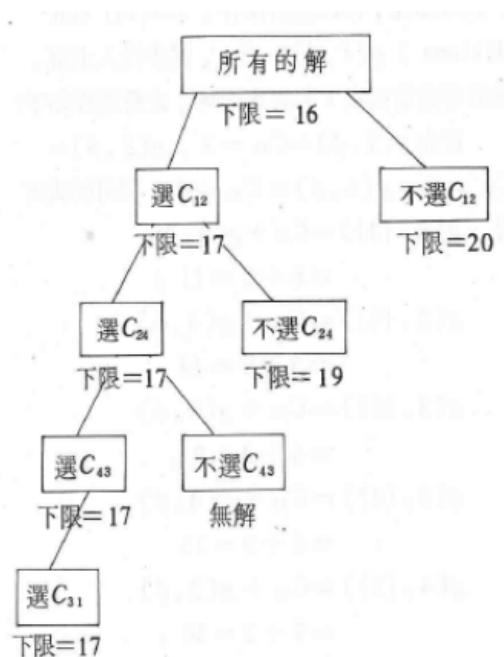 所有的解
下限=16
選C₁₂
不選C₁₂
下限=17
下限=20
選C₂₄
不選C₂₄
下限=17
下限=19
選C₄₃
不選C₄₃
下限=17
無解
選C₃₁
下限=17